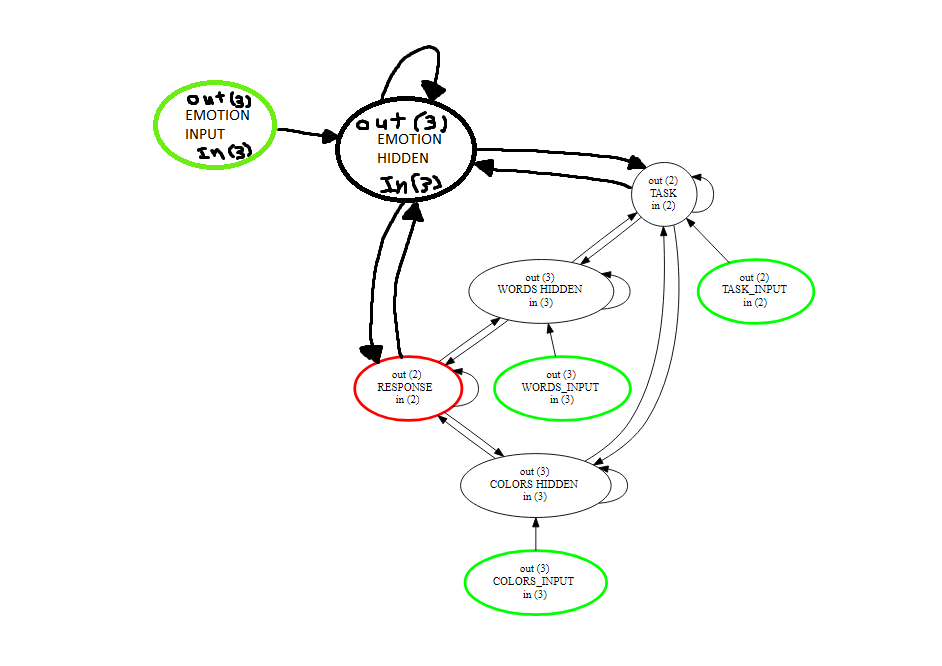 out (3)
EMOTION
INPUT
In (3)
out (3)
EMOTION
HIDDEN
In (3)
out (2)
TASK
in (2)
out (3)
WORDS HIDDEN
in (3)
out (2)
TASK_INPUT
in (2)
out (2)
RESPONSE
in (2)
out (3)
WORDS_INPUT
in (3)
out (3)
COLORS HIDDEN
in (3)
out (3)
COLORS_INPUT
in (3)